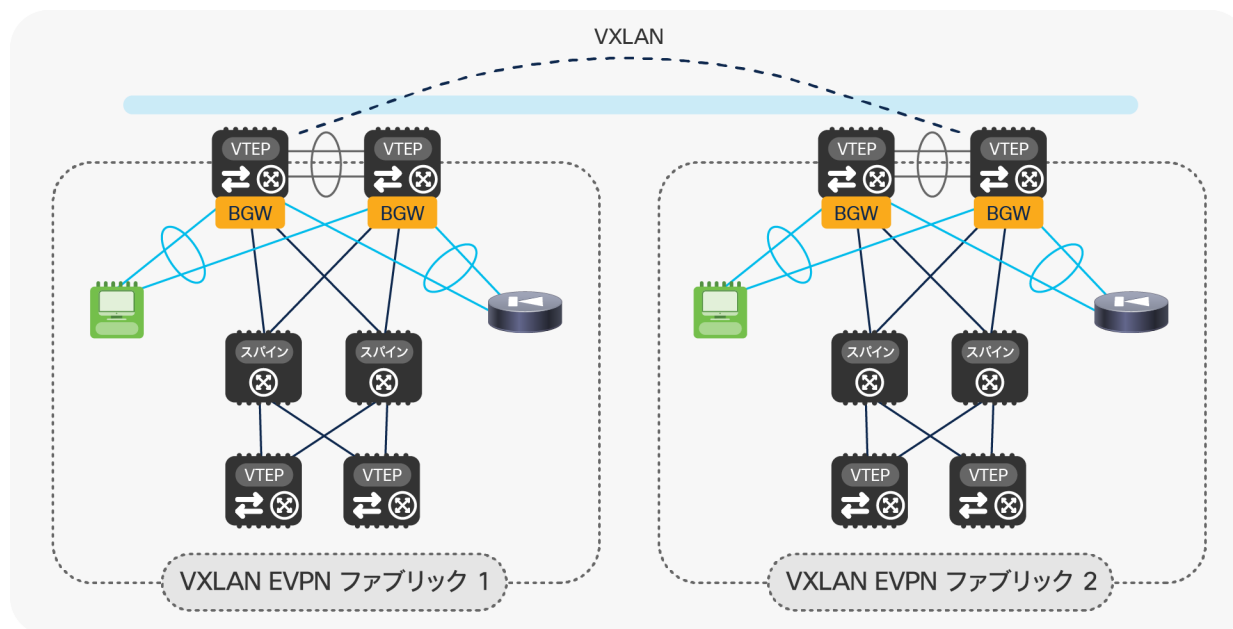 VXLAN
VTEP VTEP VTEP VTEP
BGW BGW BGW BGW
スパイン スパイン スパイン スパイン
VTEP VTEP VTEP VTEP
VXLAN EVPN ファブリック 1 VXLAN EVPN ファブリック 2